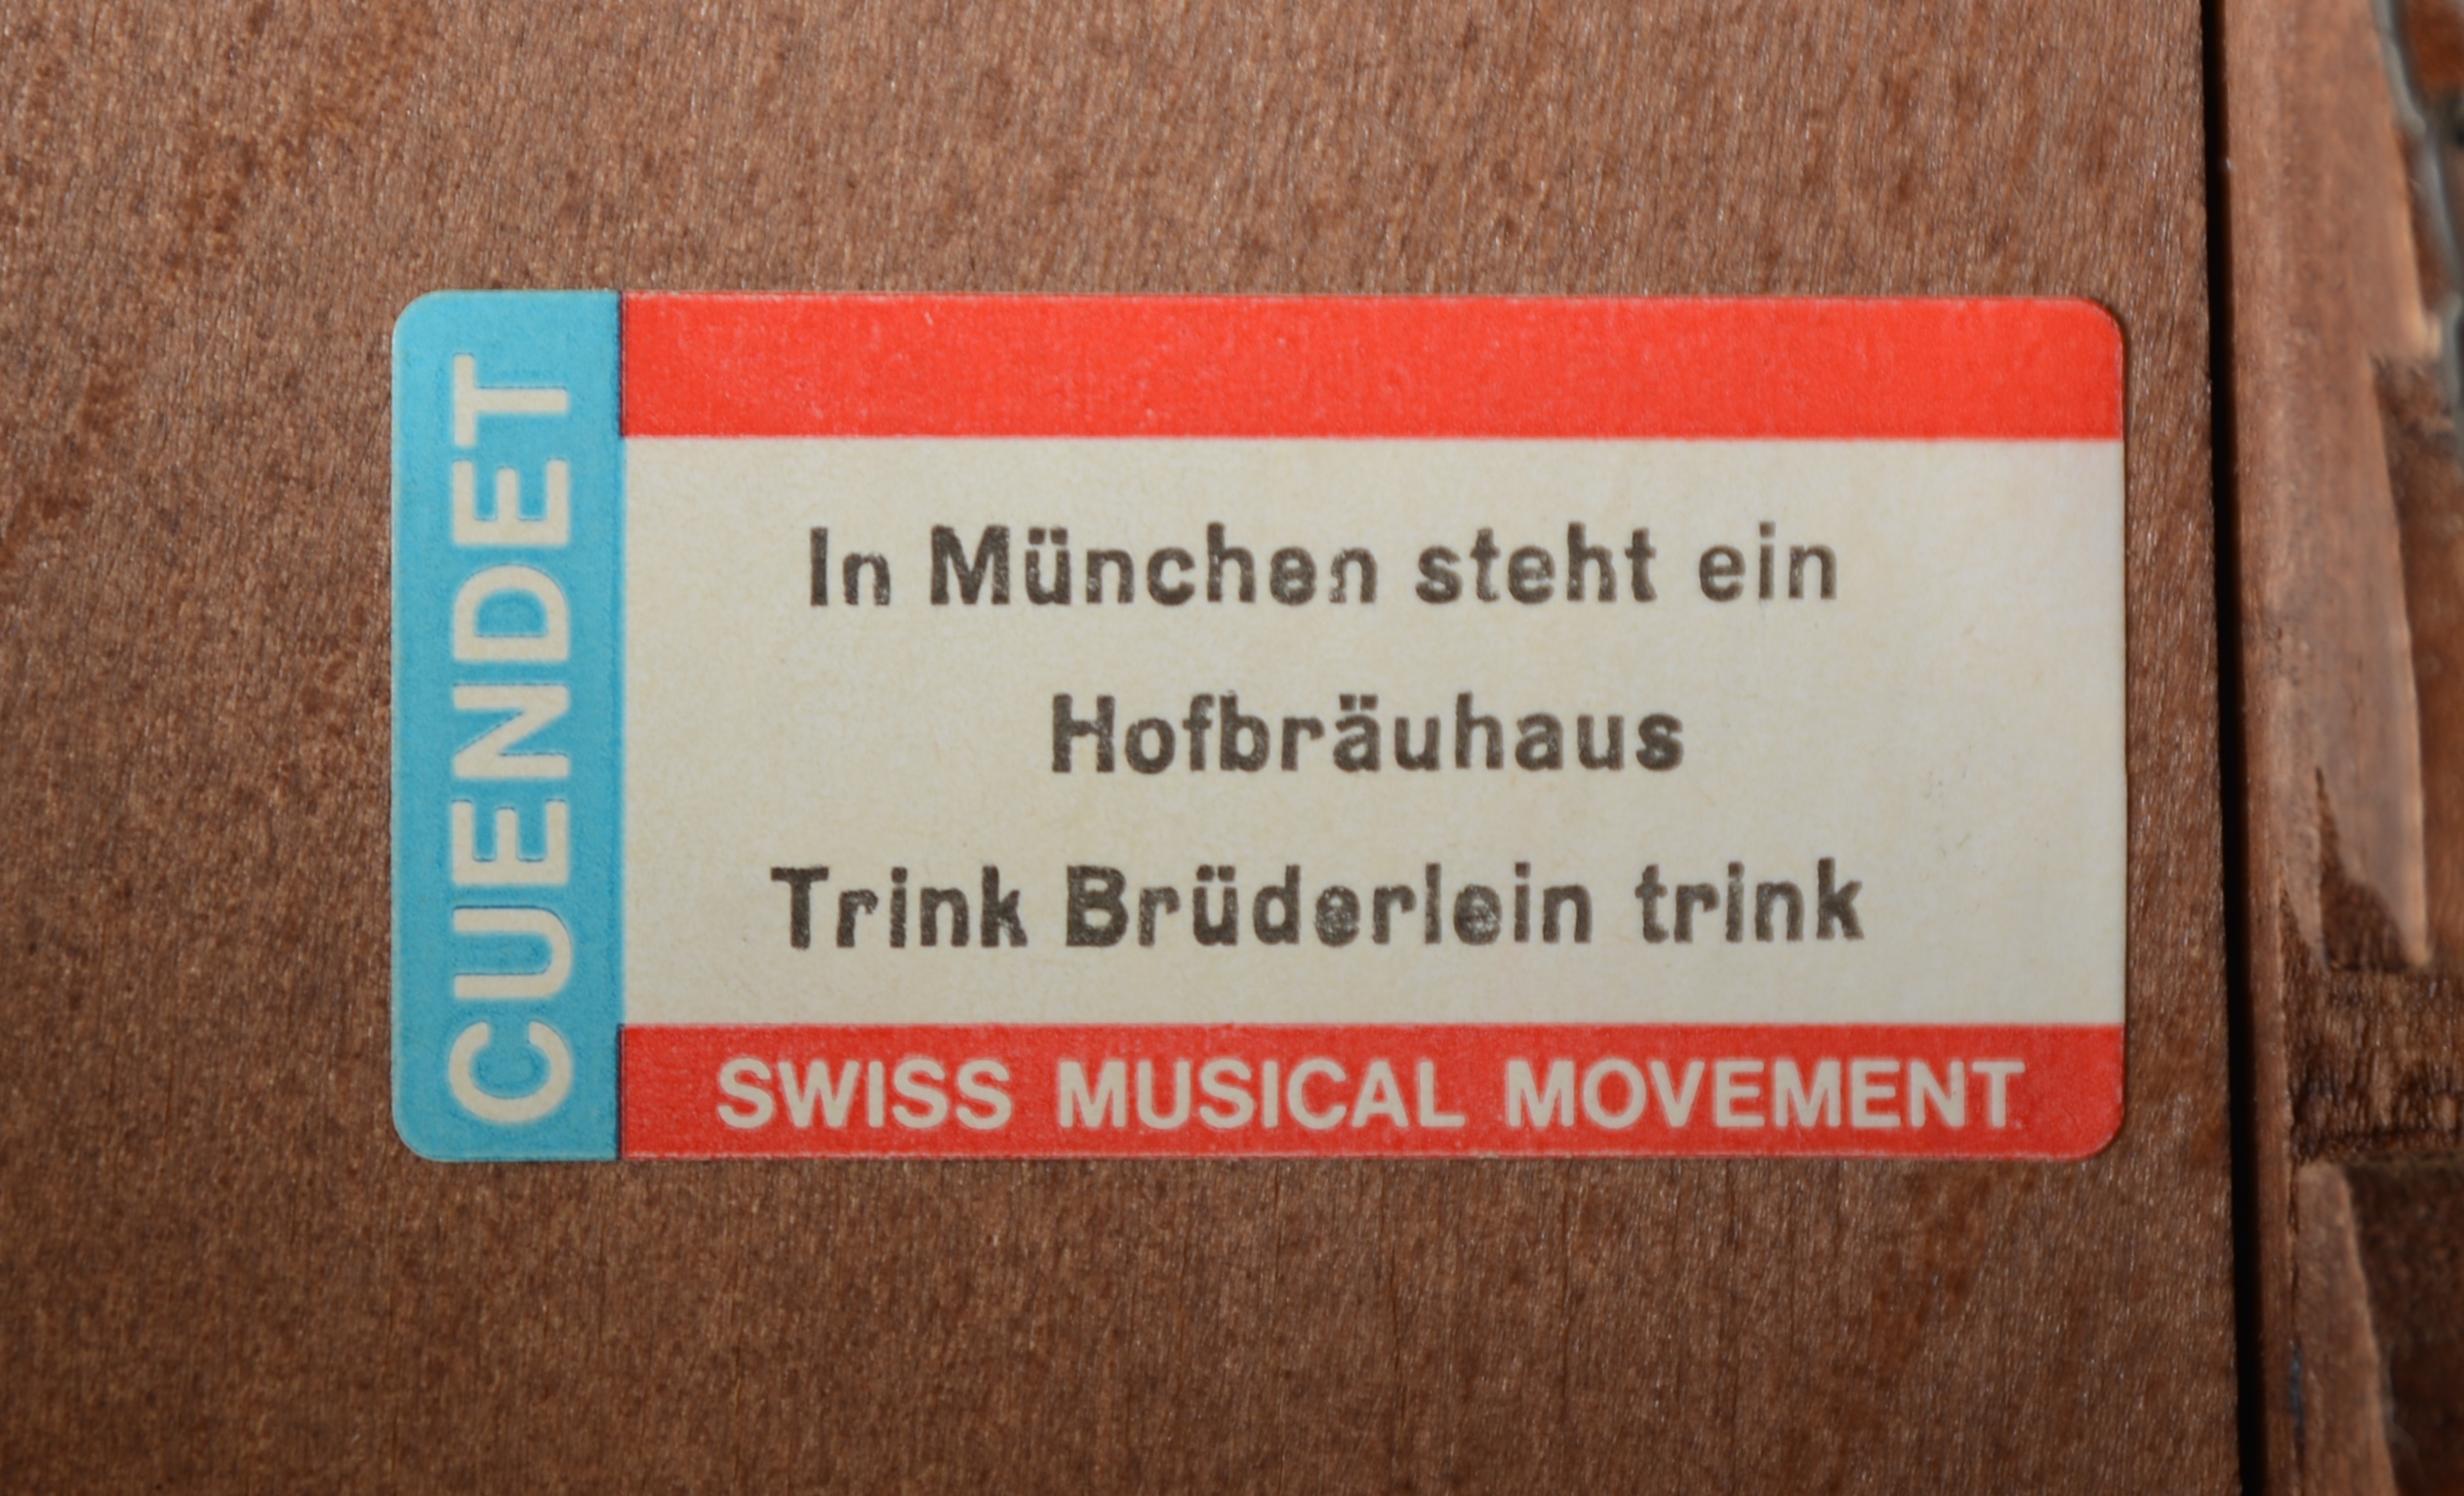 CUENDET
In München steht ein
Hofbräuhaus
Trink Brüderlein trink
SWISS MUSICAL MOVEMENT